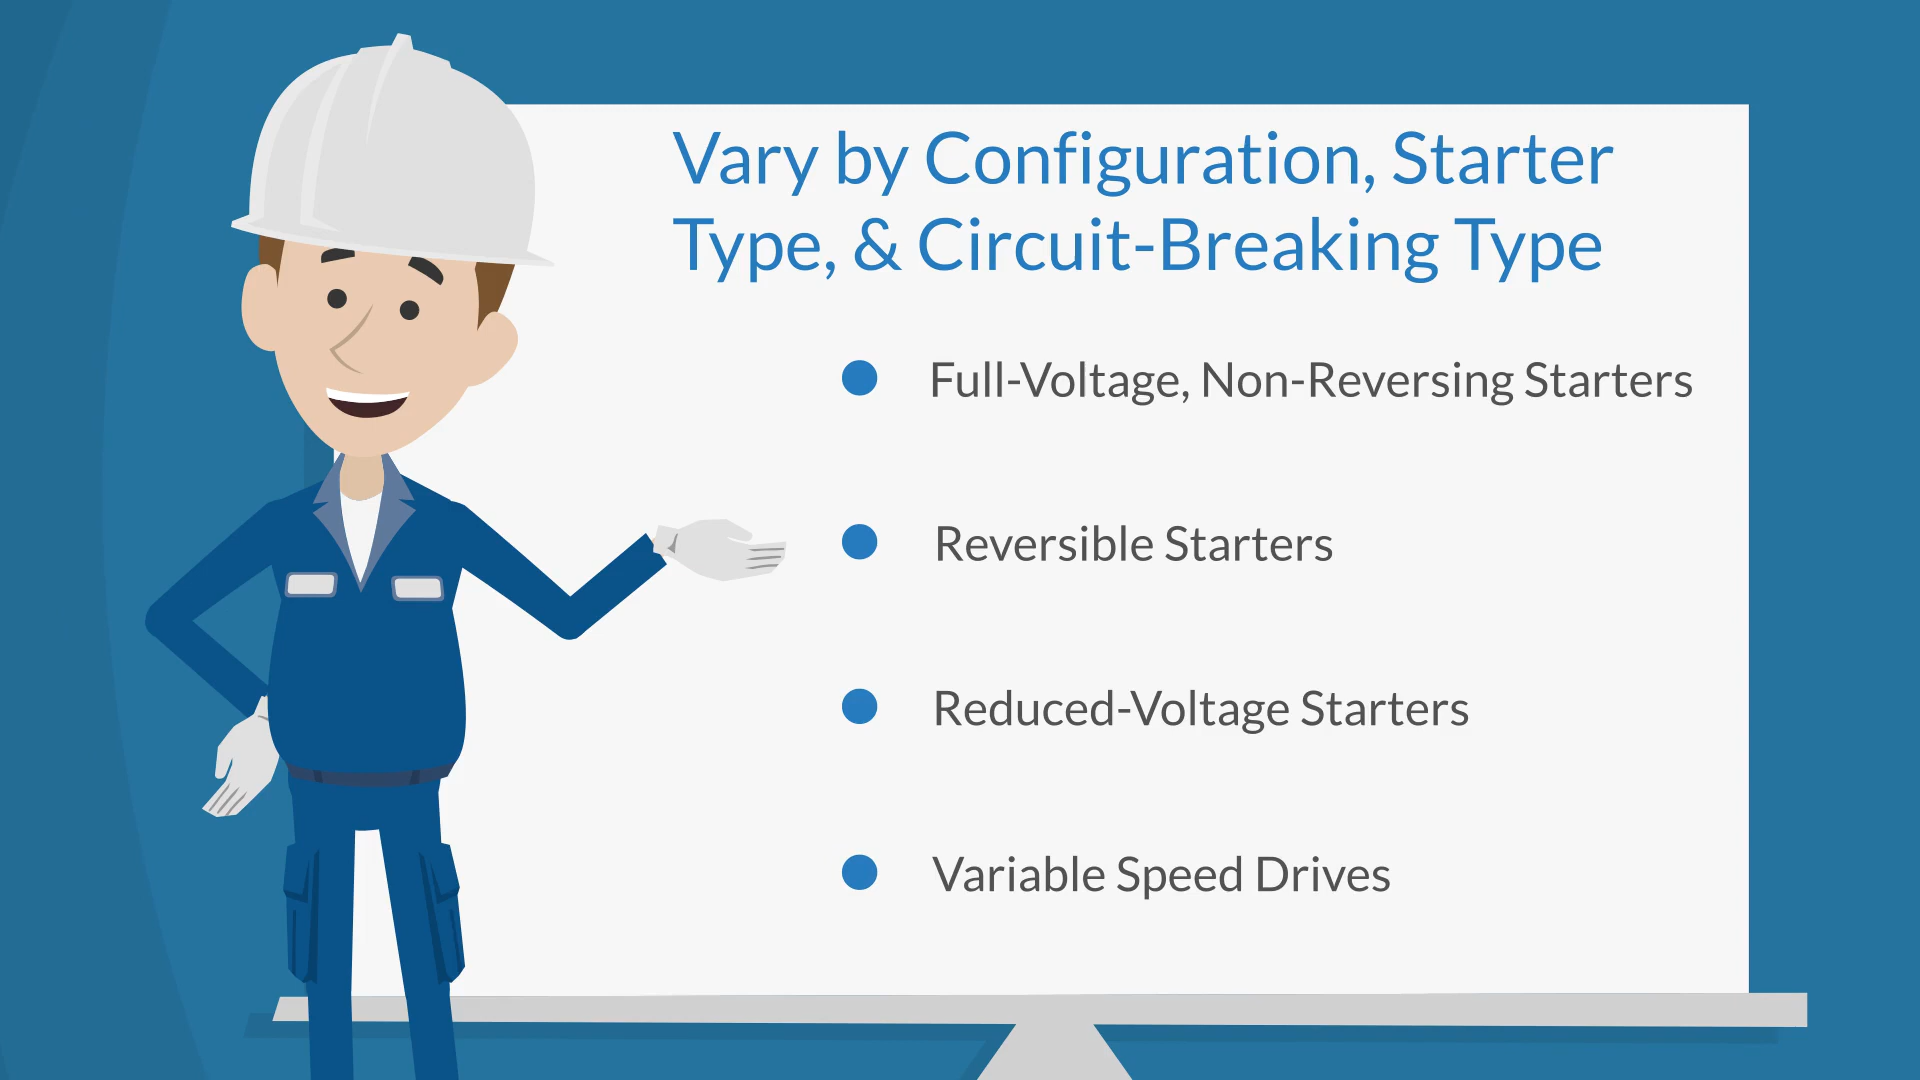 Vary by Configuration, Starter
Type, & Circuit-Breaking Type
Full-Voltage, Non-Reversing Starters
Reversible Starters
Reduced-Voltage Starters
Variable Speed Drives